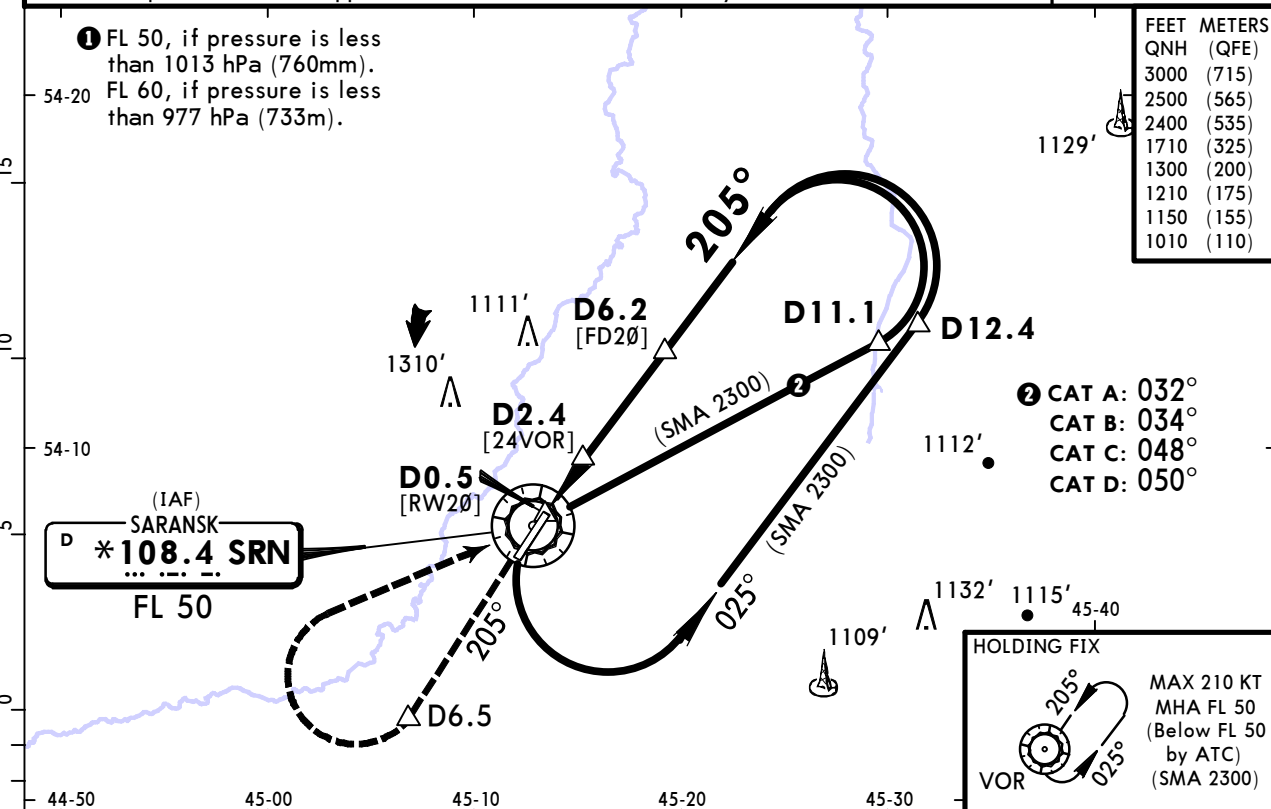 ❶ FL 50, if pressure is less
than 1013 hPa (760mm).
FL 60, if pressure is less
than 977 hPa (733m).
FEET METERS
QNH (QFE)
3000 (715)
2500 (565)
2400 (535)
1710 (325)
1300 (200)
1210 (175)
1150 (155)
1010 (110)
54-20
15
10
54-10
5
0
1129'
205°
1111'
1310'
D6.2
[FD20]
D11.1
D12.4
(SMA 2300)
❷
D2.4
[24VOR]
❷ CAT A: 032°
CAT B: 034°
CAT C: 048°
CAT D: 050°
1112'
D0.5
[RW20]
(IAF)
SARANSK
D *108.4 SRN
FL 50
(SMA 2300)
025°
205°
D6.5
1132'
1115'
45-40
1109'
HOLDING FIX
205°
025°
VOR
MAX 210 KT
MHA FL 50
(Below FL 50
by ATC)
(SMA 2300)
44-50
45-00
45-10
45-20
45-30